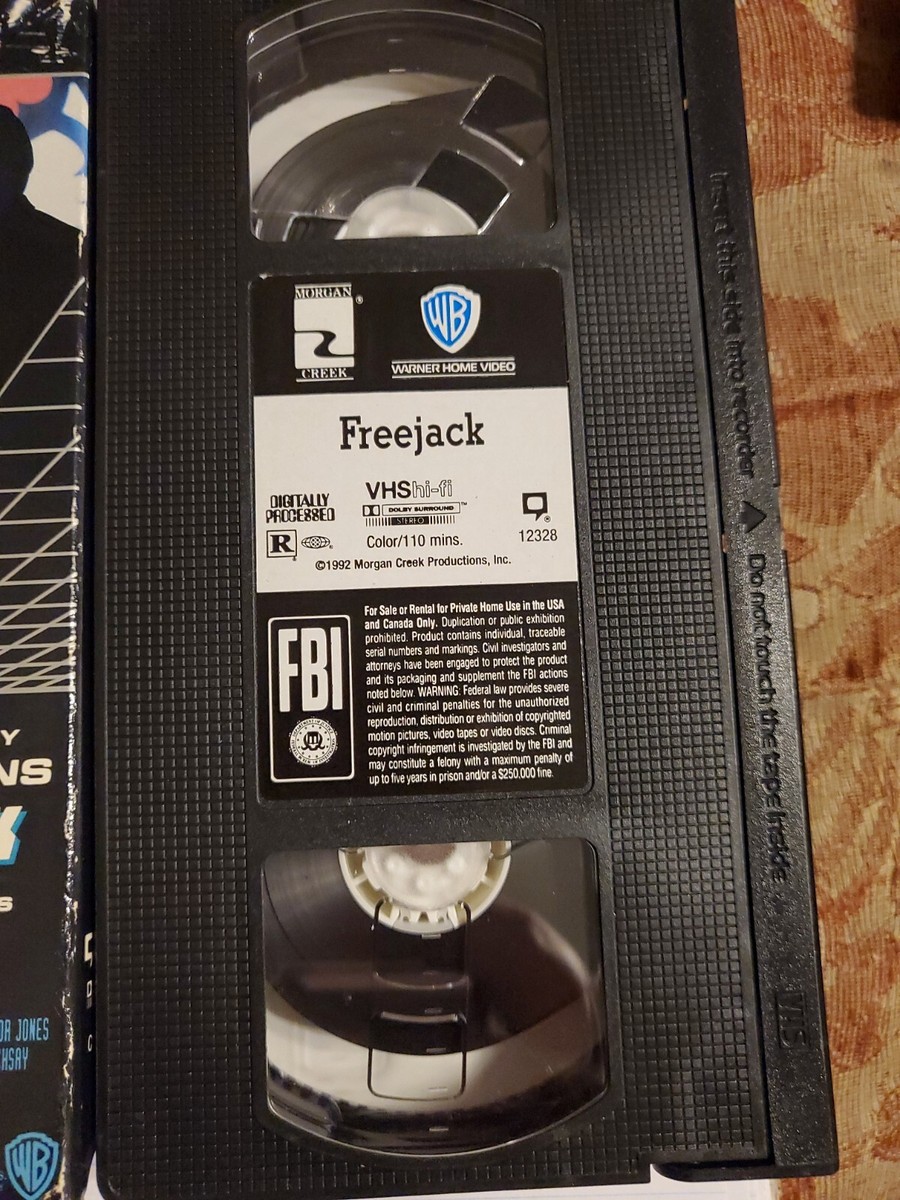 MORGAN
CREEK
®
WB
WARNER HOME VIDEO
Freejack
DIGITALLY
PROCESSED
VHS hi-fi
DOLBY SURROUND™
STEREO
R
®
Color/110 mins.
12328
©1992 Morgan Creek Productions, Inc.
FBI
For Sale or Rental for Private Home Use in the USA
and Canada Only. Duplication or public exhibition
prohibited. Product contains individual, traceable
serial numbers and markings. Civil investigators and
attorneys have been engaged to protect the product
and its packaging and supplement the FBI actions
noted below. WARNING: Federal law provides severe
civil and criminal penalties for the unauthorized
reproduction, distribution or exhibition of copyrighted
motion pictures, video tapes or video discs. Criminal
copyright infringement is investigated by the FBI and
may constitute a felony with a maximum penalty of
up to five years in prison and/or a $250.000 fine.
Insert this side into recorder ▲ Do not touch the tape inside
VHS
Y
NS
K
S
DA JONES
KSAY
WB